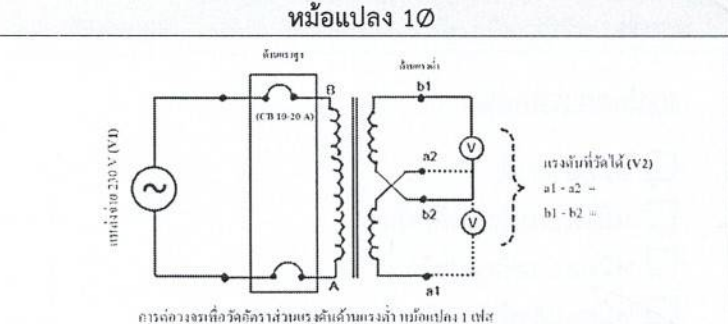 หม้อแปลง 1Ø
ด้านแรงสูง
ด้านแรงต่ำ
B
b1
(CB 10-20 A)
V
แหล่งจ่าย 230 V (V1)
a2
แรงดันที่วัดได้ (V2)
a1 - a2 =
b2
b1 - b2 =
V
A
a1
การต่อวงจรเพื่อวัดอัตราส่วนแรงดันด้านแรงต่ำ หม้อแปลง 1 เฟส